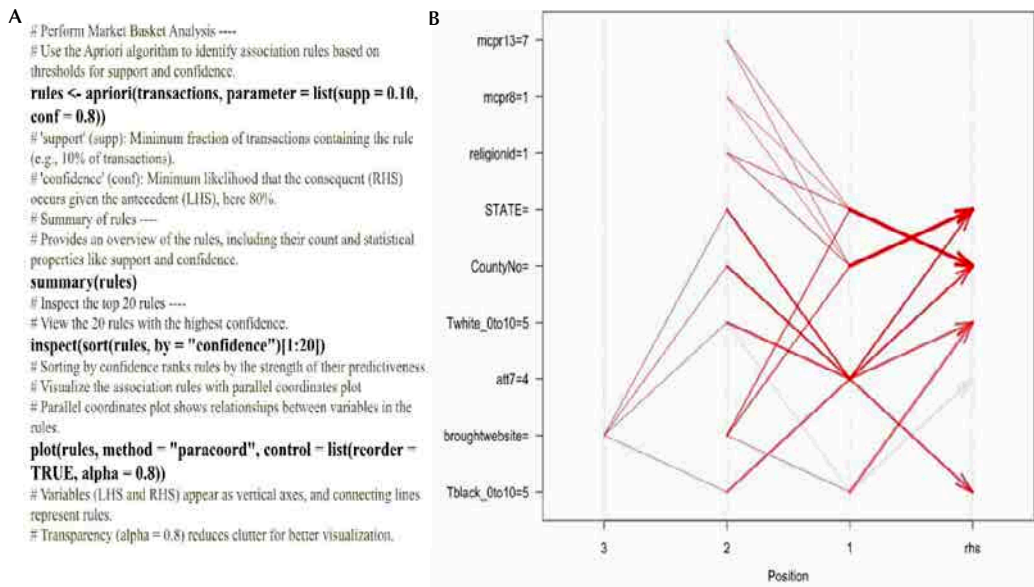 A
# Perform Market Basket Analysis ----
# Use the Apriori algorithm to identify association rules based on
thresholds for support and confidence.
rules <- apriori(transactions, parameter = list(supp = 0.10,
conf = 0.8))
# 'support' (supp): Minimum fraction of transactions containing the rule
(e.g., 10% of transactions).
# 'confidence' (conf): Minimum likelihood that the consequent (RHS)
occurs given the antecedent (LHS), here 80%.
# Summary of rules ----
# Provides an overview of the rules, including their count and statistical
properties like support and confidence.
summary(rules)
# Inspect the top 20 rules ----
# View the 20 rules with the highest confidence.
inspect(sort(rules, by = "confidence")[1:20])
# Sorting by confidence ranks rules by the strength of their predictiveness
# Visualize the association rules with parallel coordinates plot
# Parallel coordinates plot shows relationships between variables in the
rules.
plot(rules, method = "paracoord", control = list(reorder =
TRUE, alpha = 0.8))
# Variables (LHS and RHS) appear as vertical axes, and connecting lines
represent rules.
# Transparency (alpha = 0.8) reduces clutter for better visualization.
B
mcpr13=7
mcpr8=1
religionid=1
STATE=
CountyNo=
Twhite_0to10=5
att7=4
broughtwebsite=
Tblack_0to10=5
3 2 1 rhs
Position